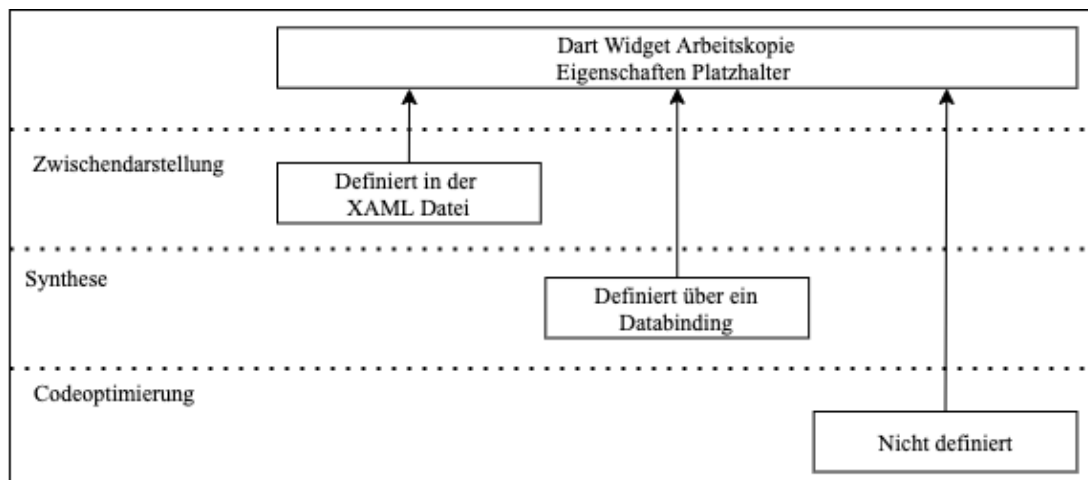 Dart Widget Arbeitskopie
Eigenschaften Platzhalter
Zwischendarstellung
Definiert in der
XAML Datei
Synthese
Definiert über ein
Databinding
Codeoptimierung
Nicht definiert